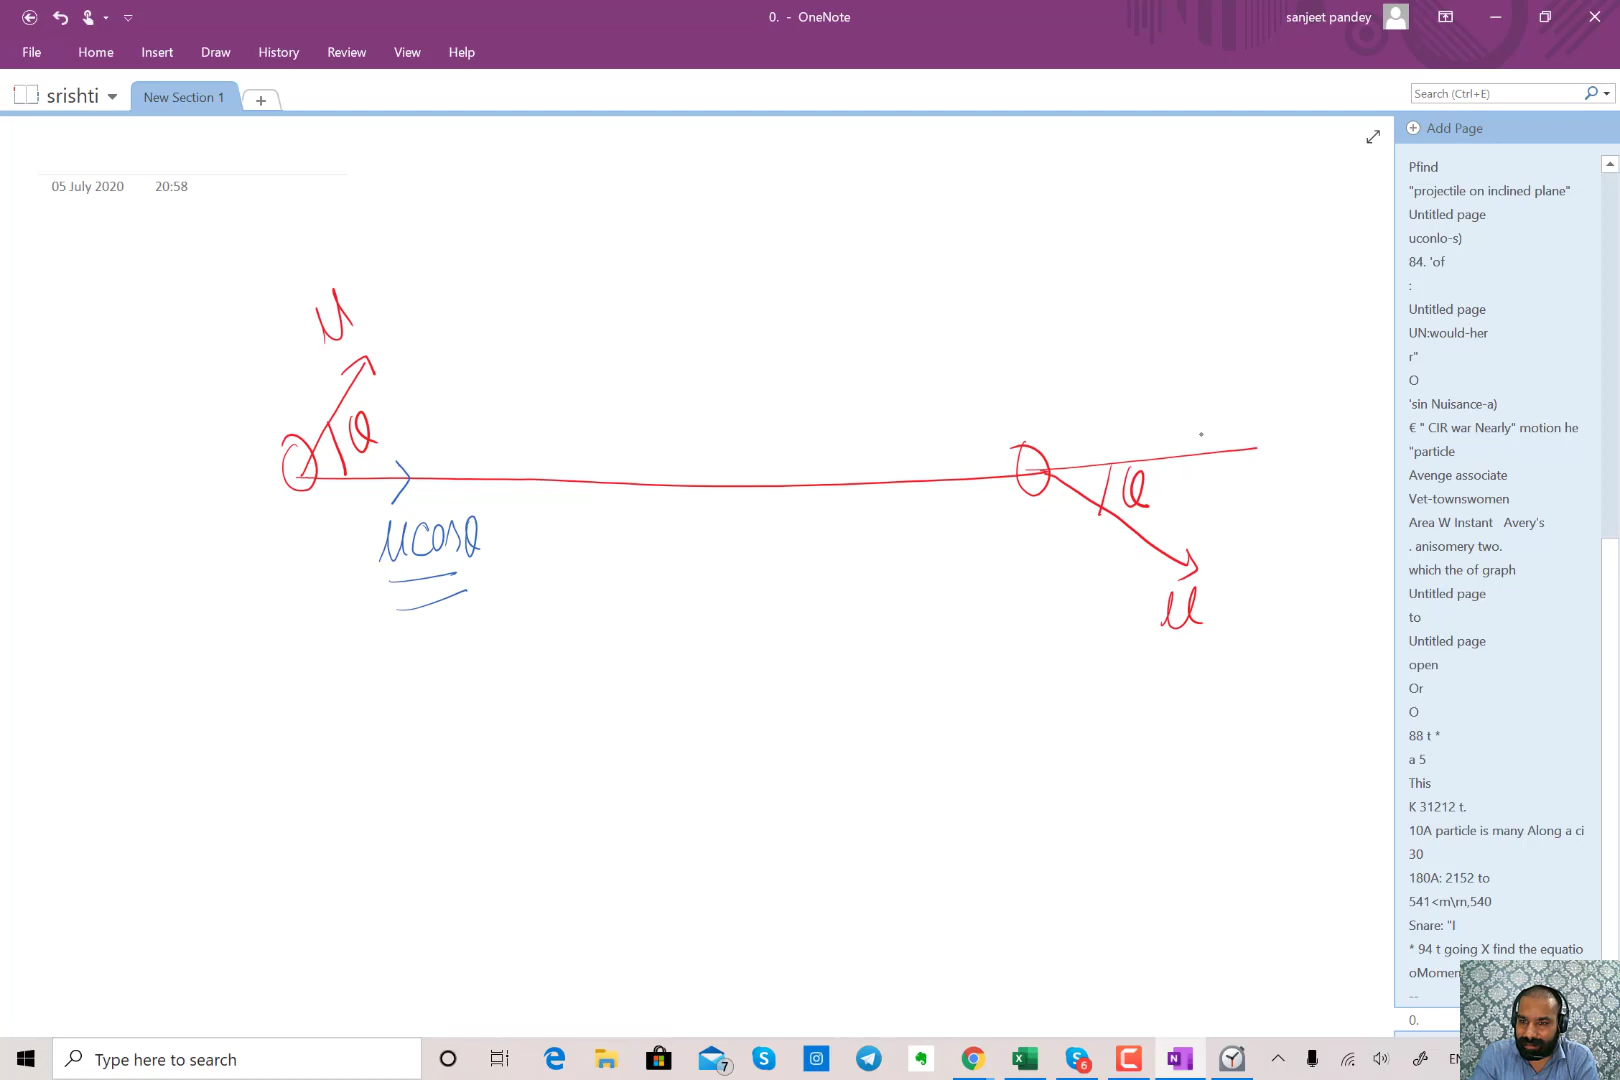 0. - OneNote
sanjeet pandey
File Home Insert Draw History Review View Help
srishti
New Section 1
Search (Ctrl+E)
Add Page
05 July 2020 20:58
u
θ
u cosθ
θ
u
Pfind
"projectile on inclined plane"
Untitled page
uconlo-s)
84. 'of
:
Untitled page
UN:would-her
r"
O
'sin Nuisance-a)
€ " CIR war Nearly" motion he
"particle
Avenge associate
Vet-townswomen
Area W Instant Avery's
. anisomery two.
which the of graph
Untitled page
to
Untitled page
open
Or
O
88 t *
a 5
This
K 31212 t.
10A particle is many Along a ci
30
180A: 2152 to
541<m\rn,540
Snare: "I
* 94 t going X find the equatio
oMomen
--
0.
Type here to search
7
6